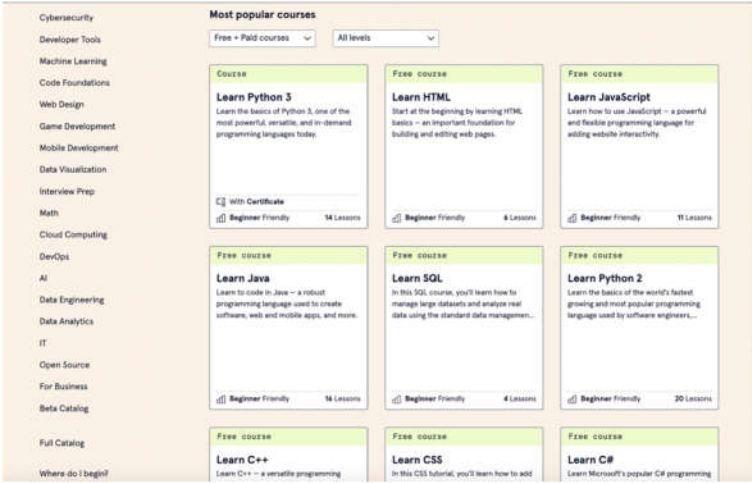 Cybersecurity
Developer Tools
Machine Learning
Code Foundations
Web Design
Game Development
Mobile Development
Data Visualization
Interview Prep
Math
Cloud Computing
DevOps
AI
Data Engineering
Data Analytics
IT
Open Source
For Business
Beta Catalog
Full Catalog
Where do I begin?
Most popular courses
Free + Paid courses
All levels
Course
Learn Python 3
Learn the basics of Python 3, one of the
most powerful, versatile, and in-demand
programming languages today.
With Certificate
Beginner Friendly
14 Lessons
Free course
Learn HTML
Start at the beginning by learning HTML
basics — an important foundation for
building and editing web pages.
Beginner Friendly
6 Lessons
Free course
Learn JavaScript
Learn how to use JavaScript — a powerful
and flexible programming language for
adding website interactivity.
Beginner Friendly
11 Lessons
Free course
Learn Java
Learn to code in Java — a robust
programming language used to create
software, web and mobile apps, and more.
Beginner Friendly
16 Lessons
Free course
Learn SQL
In this SQL course, you'll learn how to
manage large datasets and analyze real
data using the standard data managemen...
Beginner Friendly
4 Lessons
Free course
Learn Python 2
Learn the basics of the world's fastest
growing and most popular programming
language used by software engineers,...
Beginner Friendly
20 Lessons
Free course
Learn C++
Learn C++ — a versatile programming
Free course
Learn CSS
In this CSS tutorial, you'll learn how to add
Free course
Learn C#
Learn Microsoft's popular C# programming